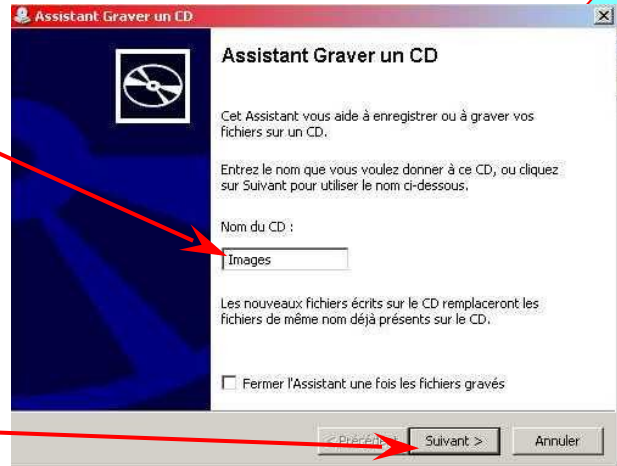 Assistant Graver un CD
Assistant Graver un CD
Cet Assistant vous aide à enregistrer ou à graver vos
fichiers sur un CD.
Entrez le nom que vous voulez donner à ce CD, ou cliquez
sur Suivant pour utiliser le nom ci-dessous.
Nom du CD :
Images
Les nouveaux fichiers écrits sur le CD remplaceront les
fichiers de même nom déjà présents sur le CD.
Fermer l'Assistant une fois les fichiers gravés
< Précédent Suivant > Annuler